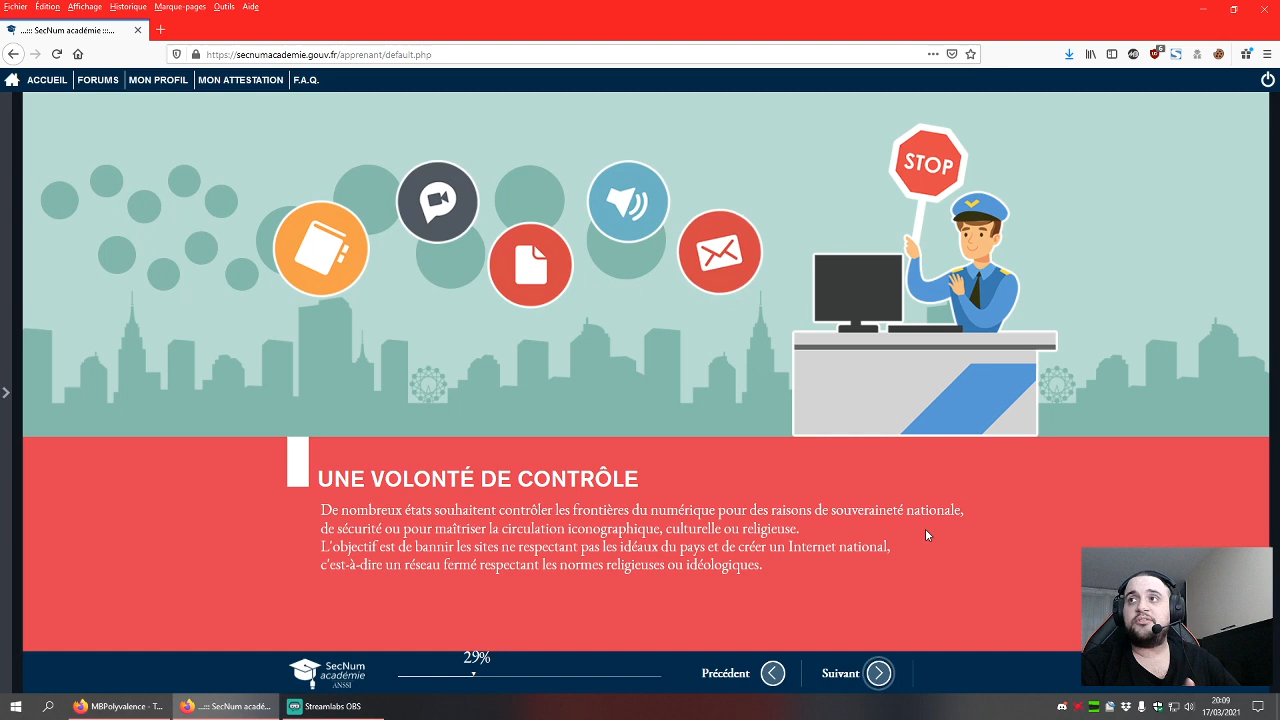 Fichier Édition Affichage Historique Marque-pages Outils Aide
...:: SecNum académie ::...
https://secnumacademie.gouv.fr/apprenant/default.php
6
ACCUEIL FORUMS MON PROFIL MON ATTESTATION F.A.Q.
STOP
UNE VOLONTÉ DE CONTRÔLE
De nombreux états souhaitent contrôler les frontières du numérique pour des raisons de souveraineté nationale,
de sécurité ou pour maîtriser la circulation iconographique, culturelle ou religieuse.
L'objectif est de bannir les sites ne respectant pas les idéaux du pays et de créer un Internet national,
c'est-à-dire un réseau fermé respectant les normes religieuses ou idéologiques.
SecNum
académie
ANSSI
29%
Précédent
Suivant
MBPolyvalence - T...
...:: SecNum acadé...
Streamlabs OBS
20:09
17/03/2021